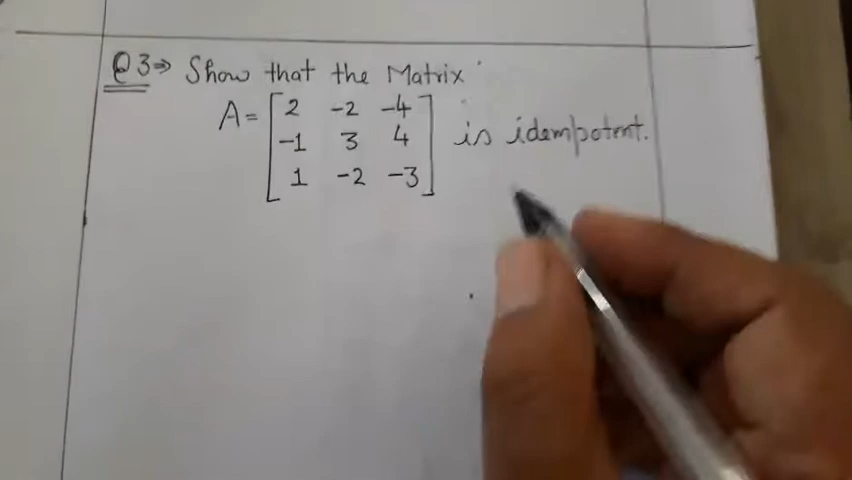 Q3⇒ Show that the Matrix
A = [ 2 -2 -4 ] is idempotent.
-1 3 4
1 -2 -3